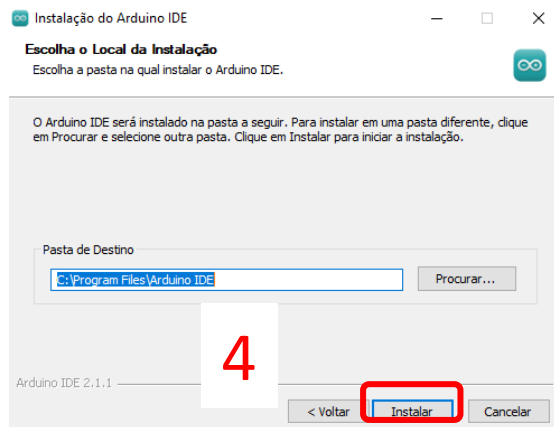 Instalação do Arduino IDE
Escolha o Local da Instalação
Escolha a pasta na qual instalar o Arduino IDE.
O Arduino IDE será instalado na pasta a seguir. Para instalar em uma pasta diferente, clique
em Procurar e selecione outra pasta. Clique em Instalar para iniciar a instalação.
Pasta de Destino
C:\Program Files\Arduino IDE
Procurar...
4
Arduino IDE 2.1.1
< Voltar
Instalar
Cancelar